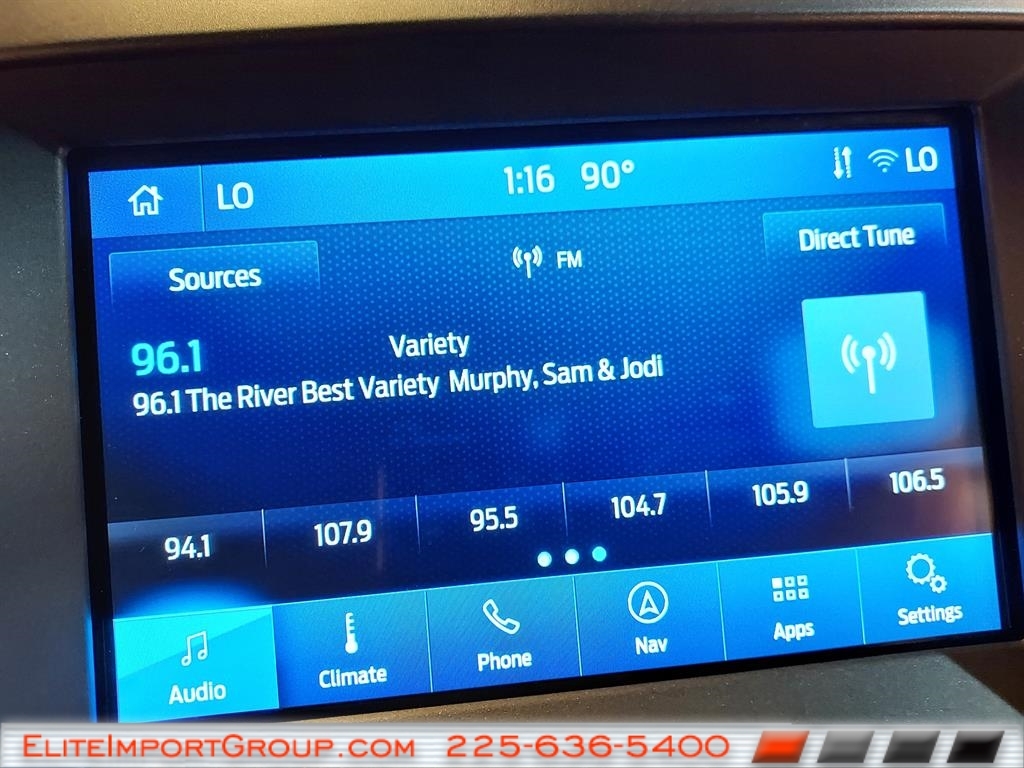 LO 1:16 90° LO
Sources FM Direct Tune
96.1 Variety
96.1 The River Best Variety Murphy, Sam & Jodi
94.1 107.9 95.5 104.7 105.9 106.5
Audio Climate Phone Nav Apps Settings
EliteImportGroup.com 225-636-5400